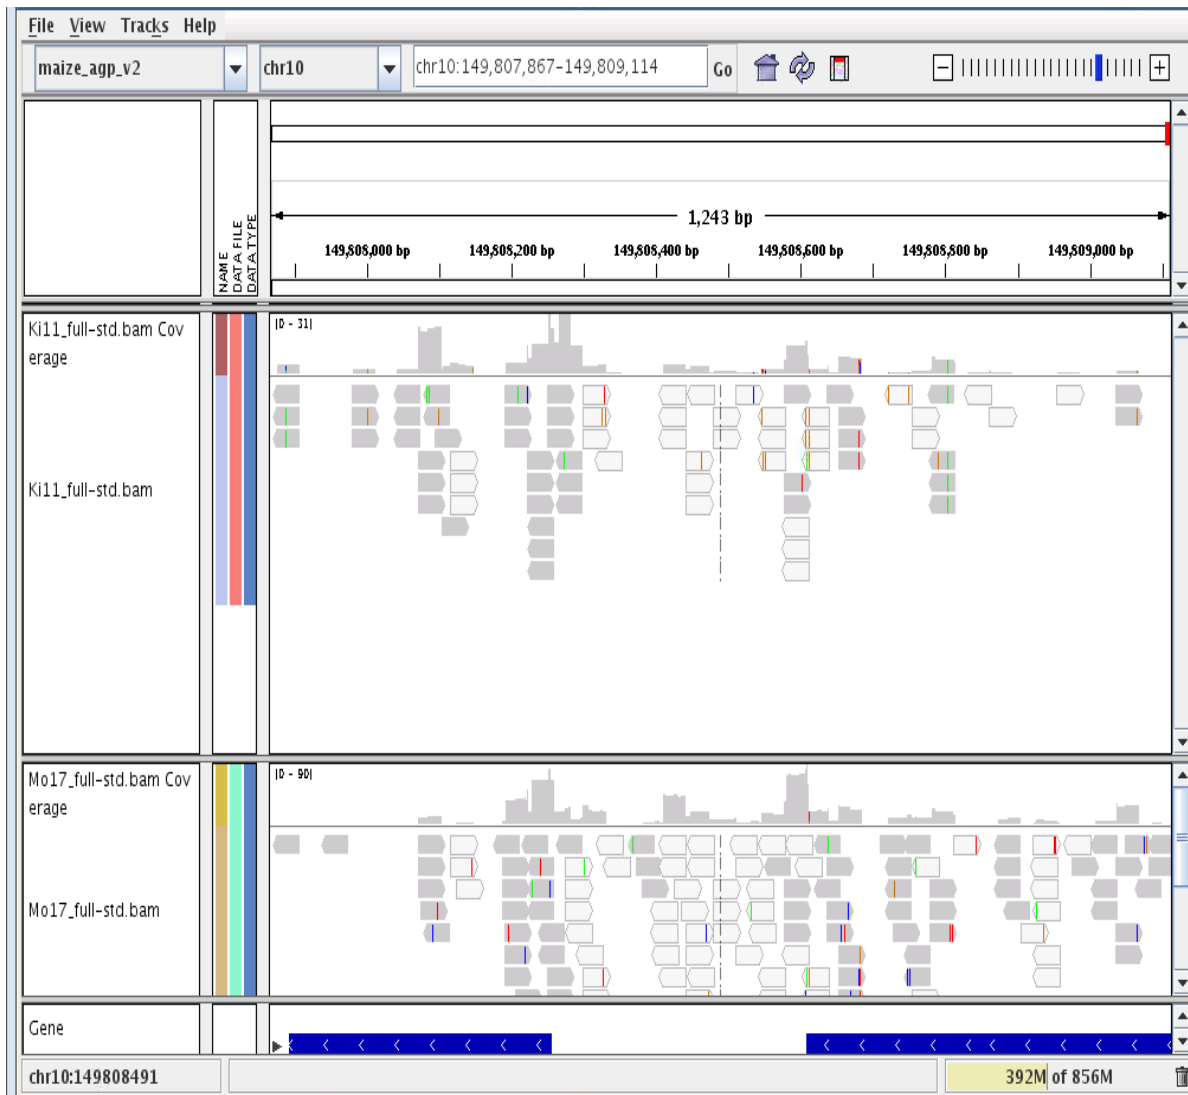 File View Tracks Help
maize_agp_v2 chr10 chr10:149,807,867-149,809,114 Go
NAME
DATA FILE
DATA TYPE
1,243 bp
149,808,000 bp 149,808,200 bp 149,808,400 bp 149,808,600 bp 149,808,800 bp 149,809,000 bp
Ki11_full-std.bam Cov
erage
[0 - 31]
Ki11_full-std.bam
Mo17_full-std.bam Cov
erage
[0 - 90]
Mo17_full-std.bam
Gene
chr10:149808491 392M of 856M